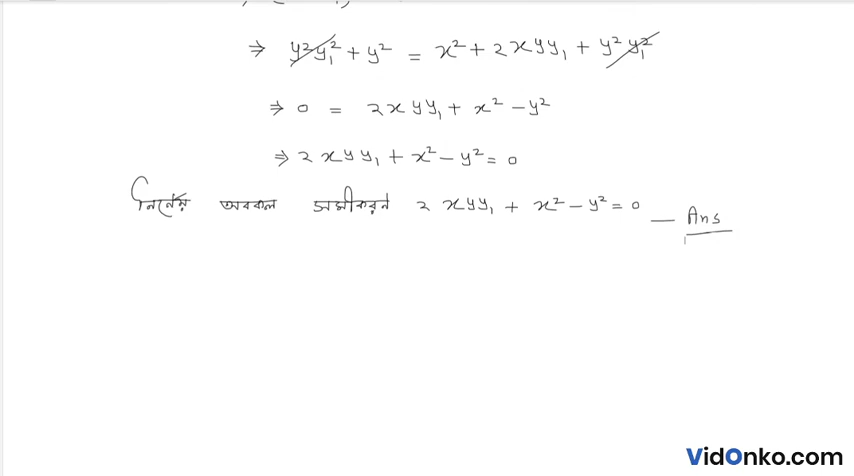 ⇒ y²y₁² + y² = x² + 2xyy₁ + y²y₁²
⇒ 0 = 2xyy₁ + x² − y²
⇒ 2xyy₁ + x² − y² = 0
নির্নেয় অবকল সমীকরন 2xyy₁ + x² − y² = 0 — Ans
VidOnko.com